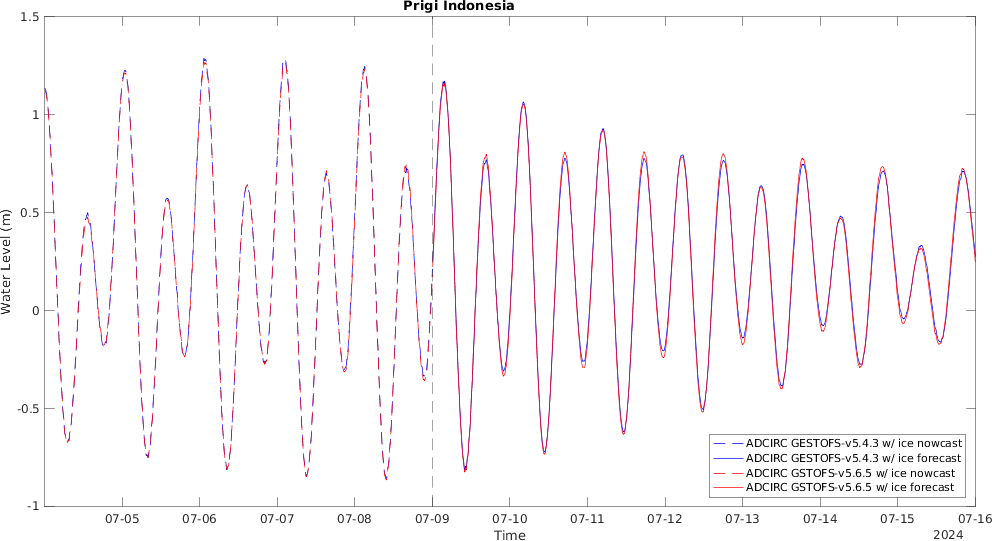 Prigi Indonesia
1.5
1
0.5
0
-0.5
-1
Water Level (m)
07-05 07-06 07-07 07-08 07-09 07-10 07-11 07-12 07-13 07-14 07-15 07-16
Time
2024
ADCIRC GESTOFS-v5.4.3 w/ ice nowcast
ADCIRC GESTOFS-v5.4.3 w/ ice forecast
ADCIRC GSTOFS-v5.6.5 w/ ice nowcast
ADCIRC GSTOFS-v5.6.5 w/ ice forecast